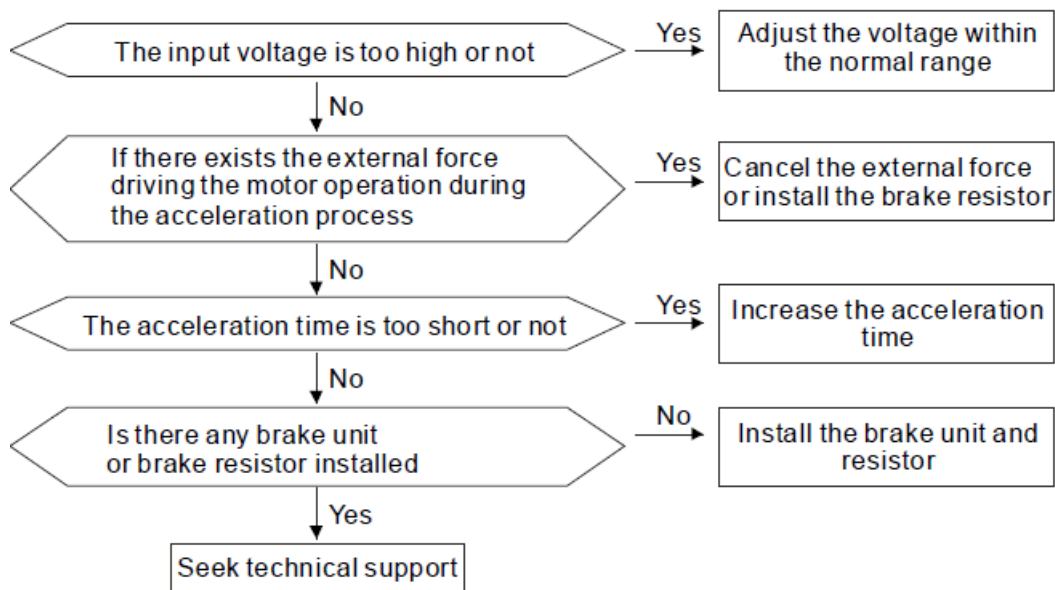 The input voltage is too high or not
Yes
Adjust the voltage within
the normal range
No
If there exists the external force
driving the motor operation during
the acceleration process
Yes
Cancel the external force
or install the brake resistor
No
The acceleration time is too short or not
Yes
Increase the acceleration
time
No
Is there any brake unit
or brake resistor installed
No
Install the brake unit and
resistor
Yes
Seek technical support